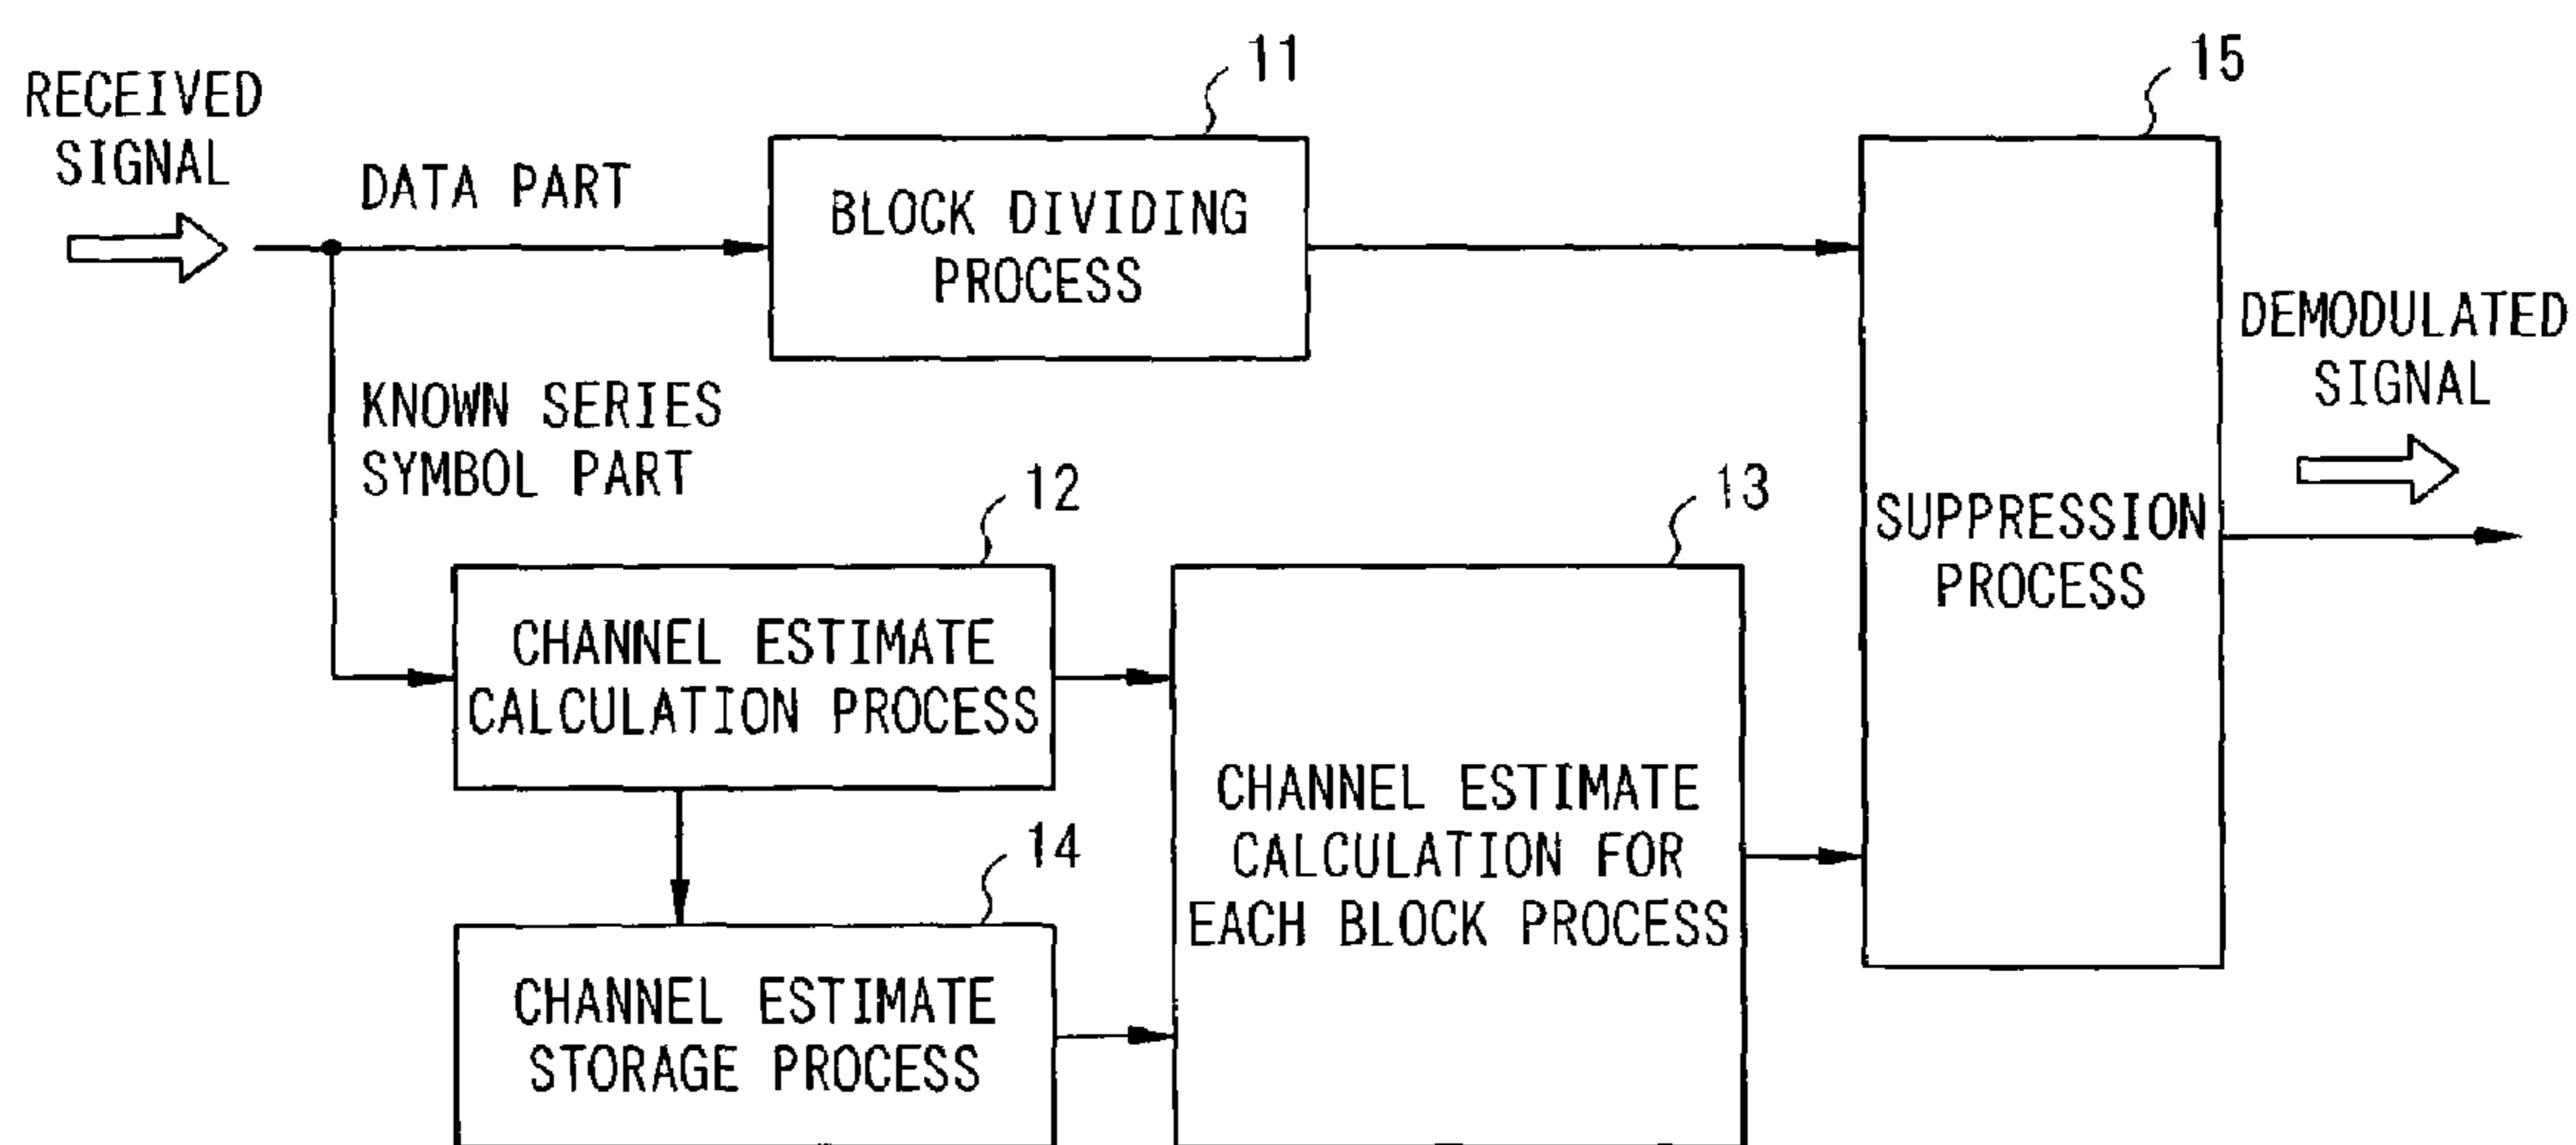 RECEIVED
SIGNAL
DATA PART
11
BLOCK DIVIDING
PROCESS
15
SUPPRESSION
PROCESS
DEMODULATED
SIGNAL
KNOWN SERIES
SYMBOL PART
12
CHANNEL ESTIMATE
CALCULATION PROCESS
13
CHANNEL ESTIMATE
CALCULATION FOR
EACH BLOCK PROCESS
14
CHANNEL ESTIMATE
STORAGE PROCESS